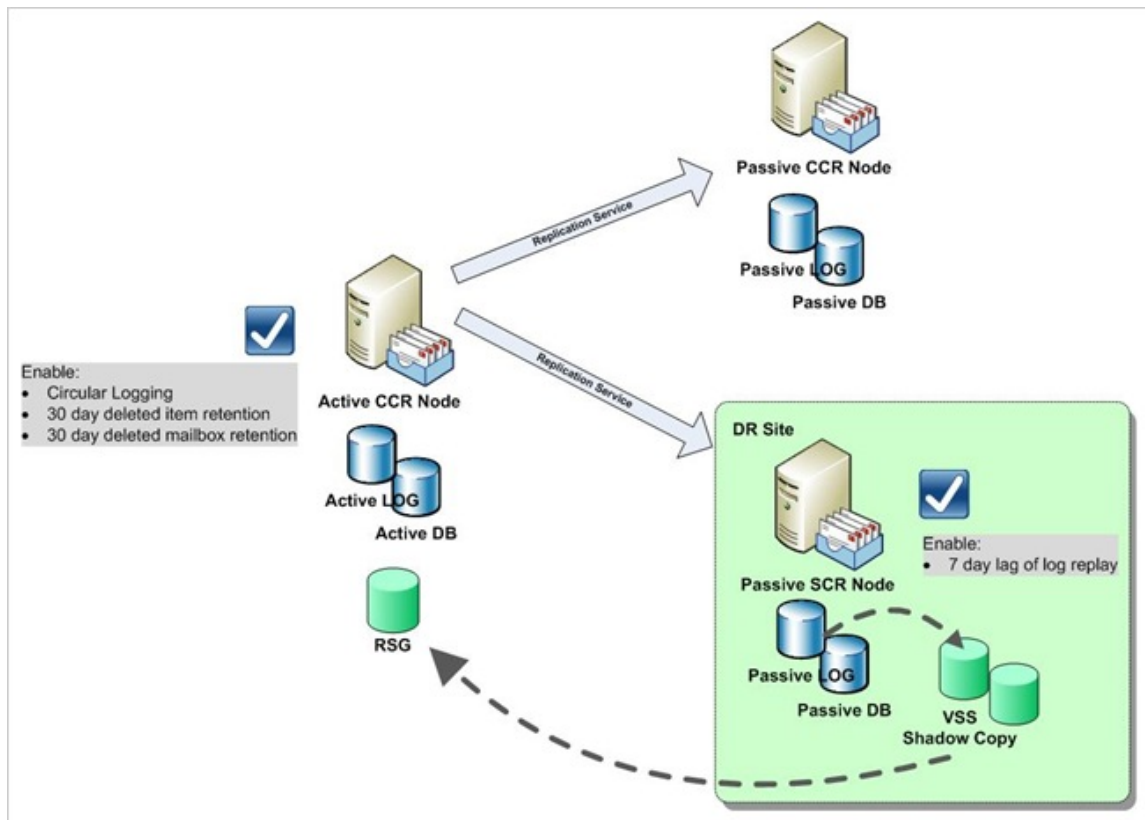 Passive CCR Node
Replication Service
Passive LOG
Passive DB
Enable:
• Circular Logging
• 30 day deleted item retention
• 30 day deleted mailbox retention
Active CCR Node
Replication Service
Active LOG
Active DB
RSG
DR Site
Enable:
• 7 day lag of log replay
Passive SCR Node
Passive LOG
Passive DB
VSS
Shadow Copy